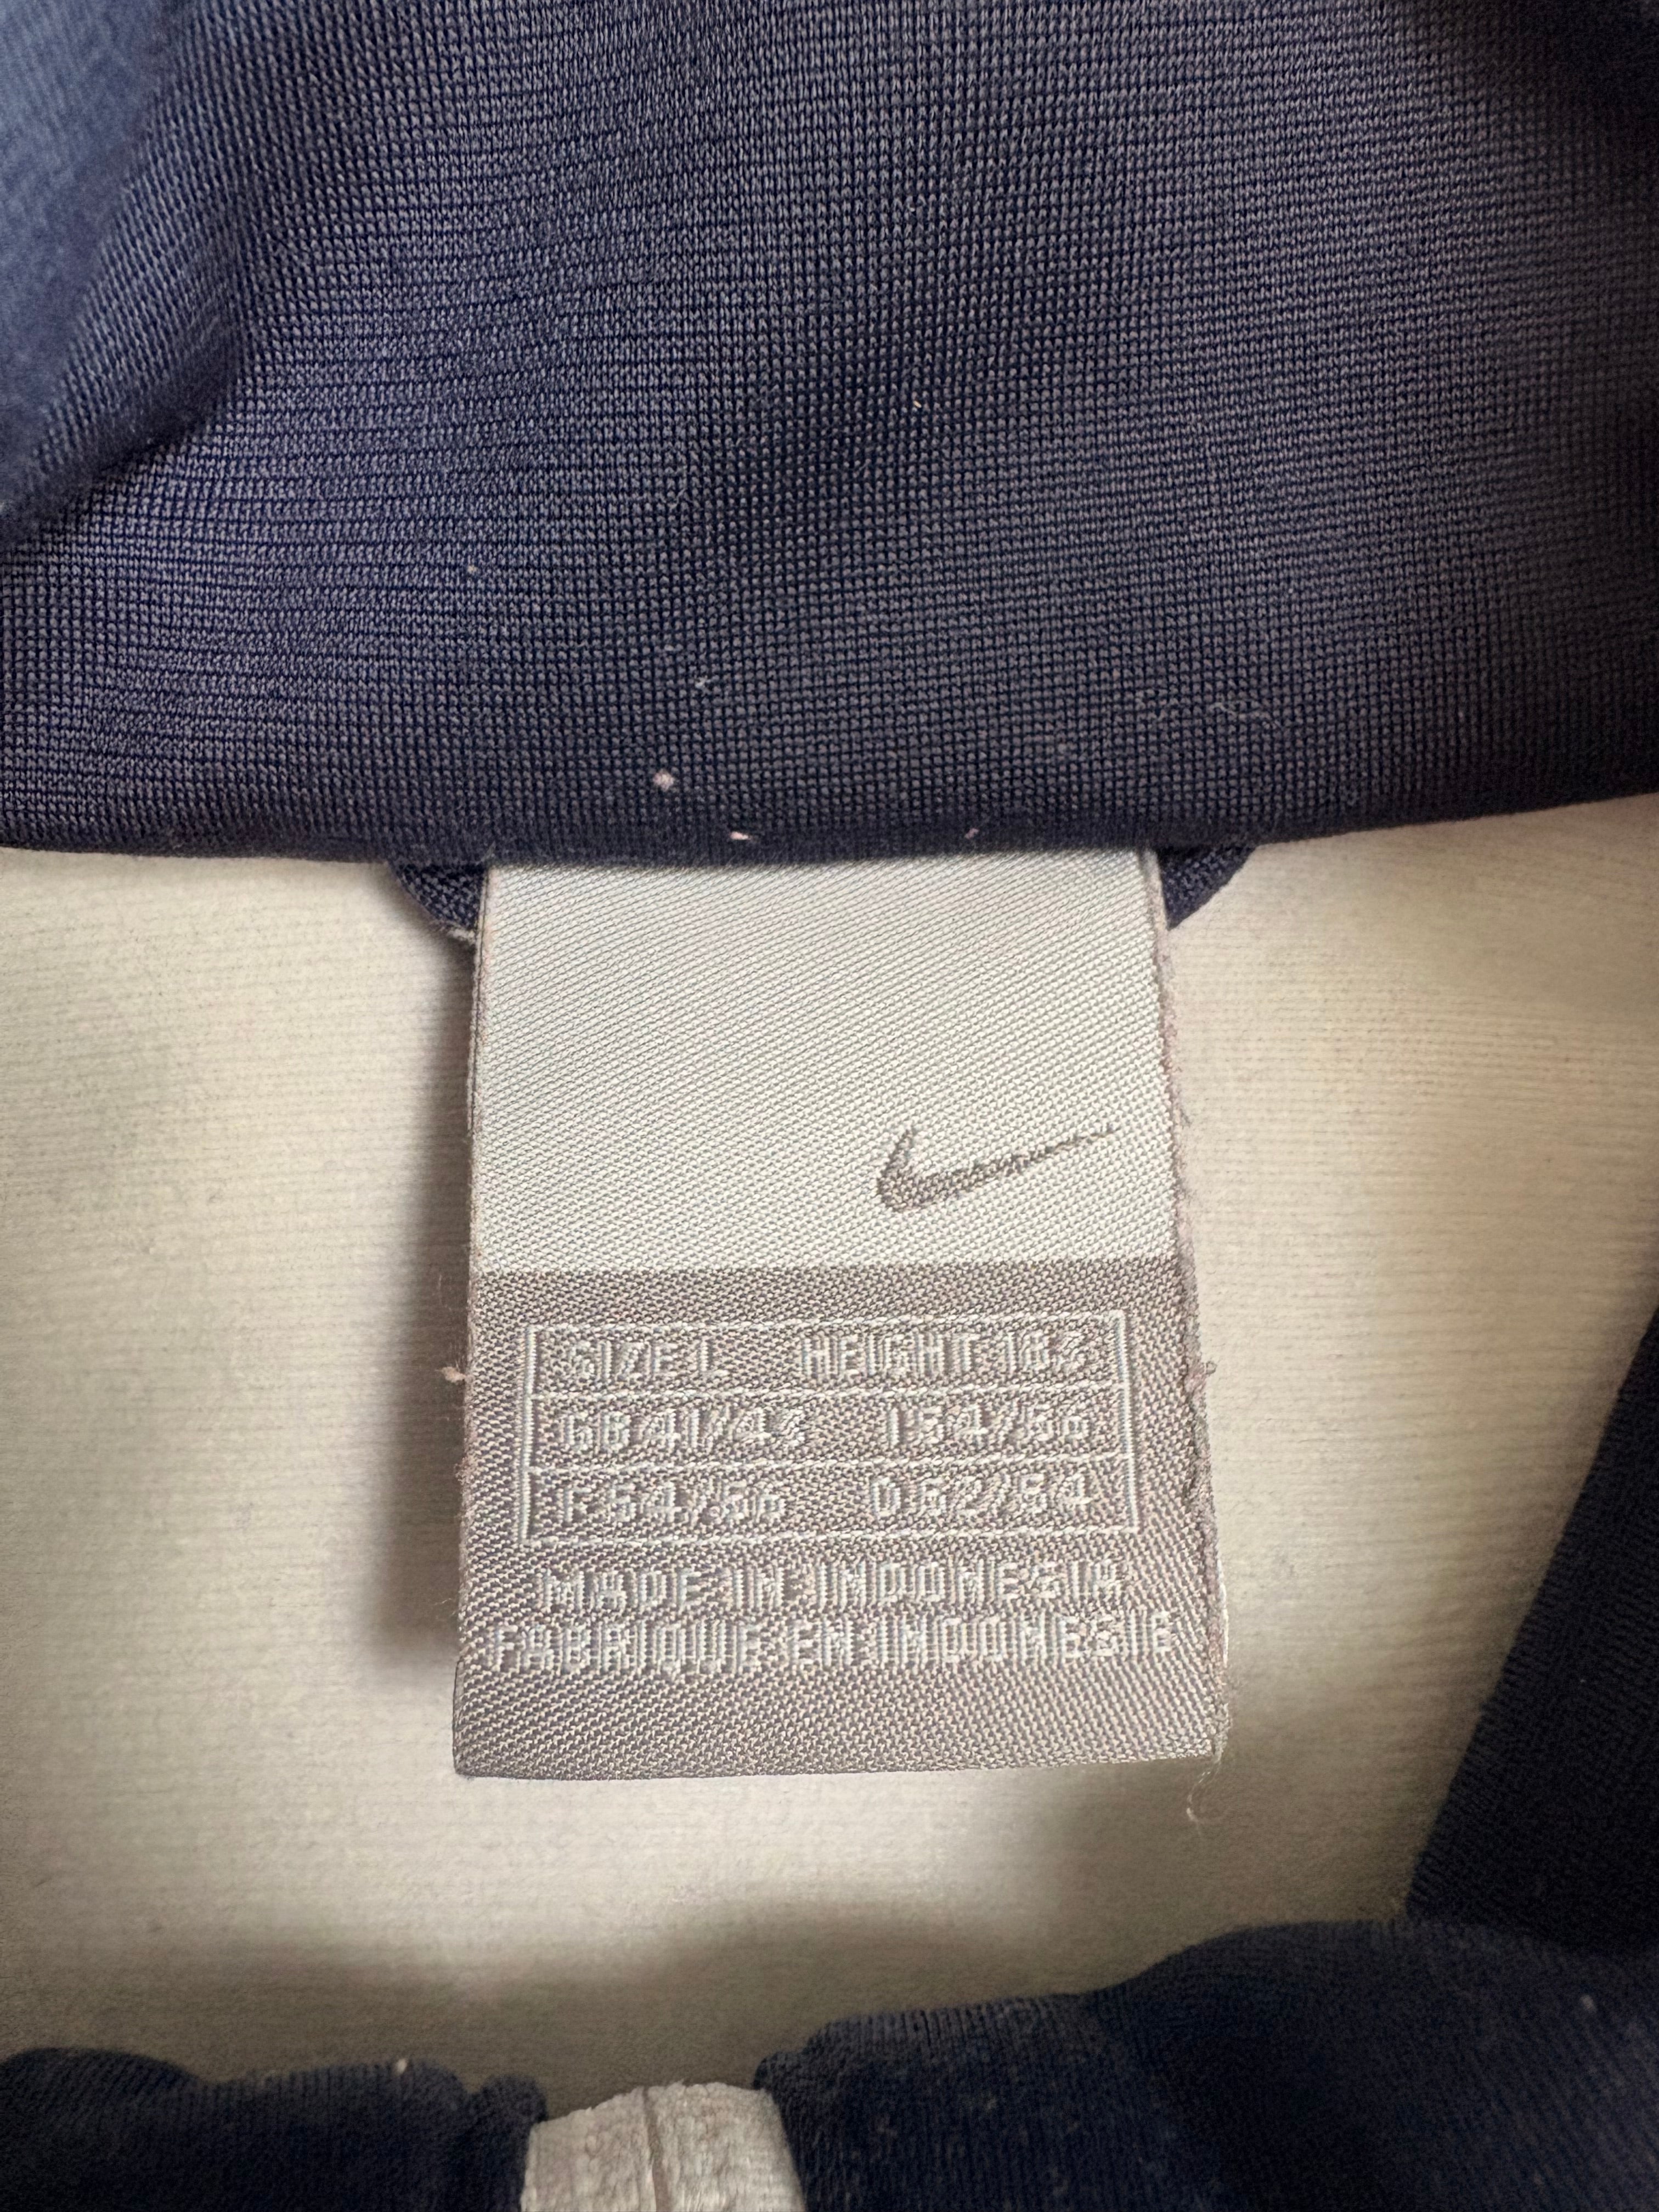 SIZE L HEIGHT 183
GB 41/43 I 54/56
F 54/56 D 52/54
MADE IN INDONESIA
FABRIQUE EN INDONESIE